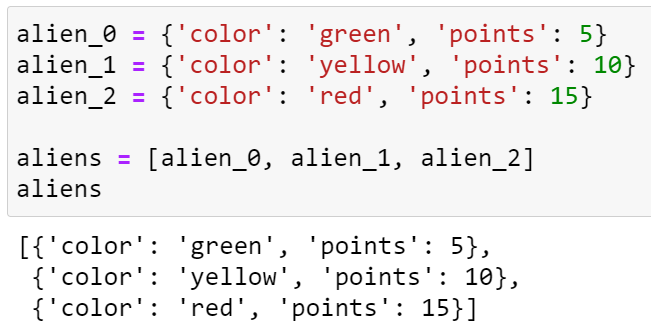 alien_0 = {'color': 'green', 'points': 5}
alien_1 = {'color': 'yellow', 'points': 10}
alien_2 = {'color': 'red', 'points': 15}
aliens = [alien_0, alien_1, alien_2]
aliens
[{'color': 'green', 'points': 5},
{'color': 'yellow', 'points': 10},
{'color': 'red', 'points': 15}]